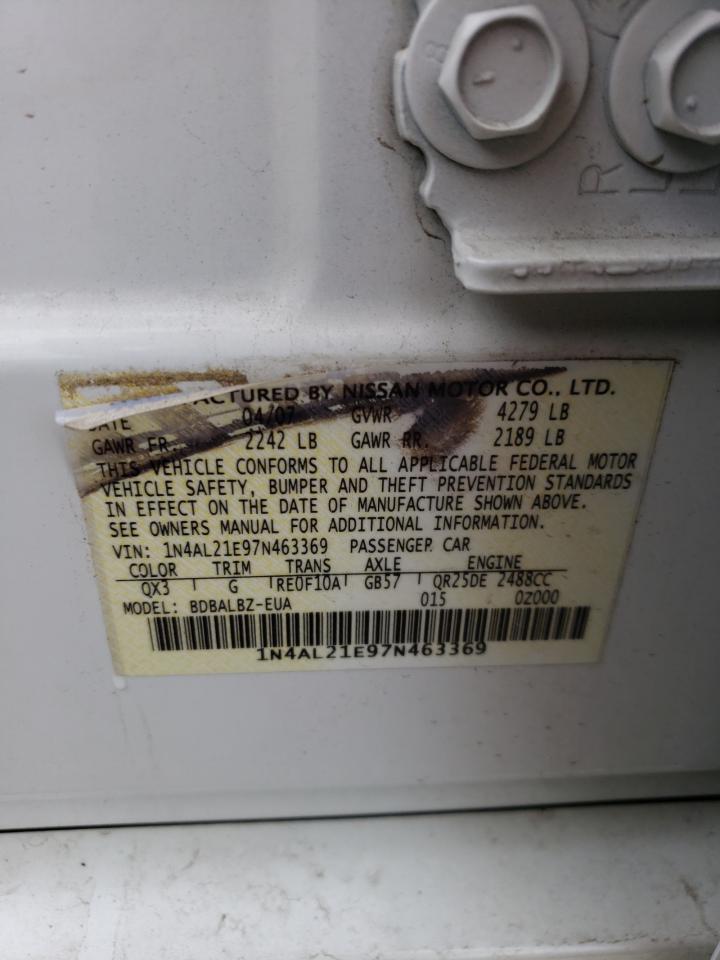 8
R
L
ACTURED BY NISSAN MOTOR CO., LTD.
DATE 04/07 GVWR 4279 LB
GAWR FR. 2242 LB GAWR RR. 2189 LB
THIS VEHICLE CONFORMS TO ALL APPLICABLE FEDERAL MOTOR
VEHICLE SAFETY, BUMPER AND THEFT PREVENTION STANDARDS
IN EFFECT ON THE DATE OF MANUFACTURE SHOWN ABOVE.
SEE OWNERS MANUAL FOR ADDITIONAL INFORMATION.
VIN: 1N4AL21E97N463369 PASSENGER CAR
COLOR TRIM TRANS AXLE ENGINE
QX3 G RE0F10A GB57 QR25DE 2488CC
MODEL: BDBALBZ-EUA 015 0Z000
1N4AL21E97N463369